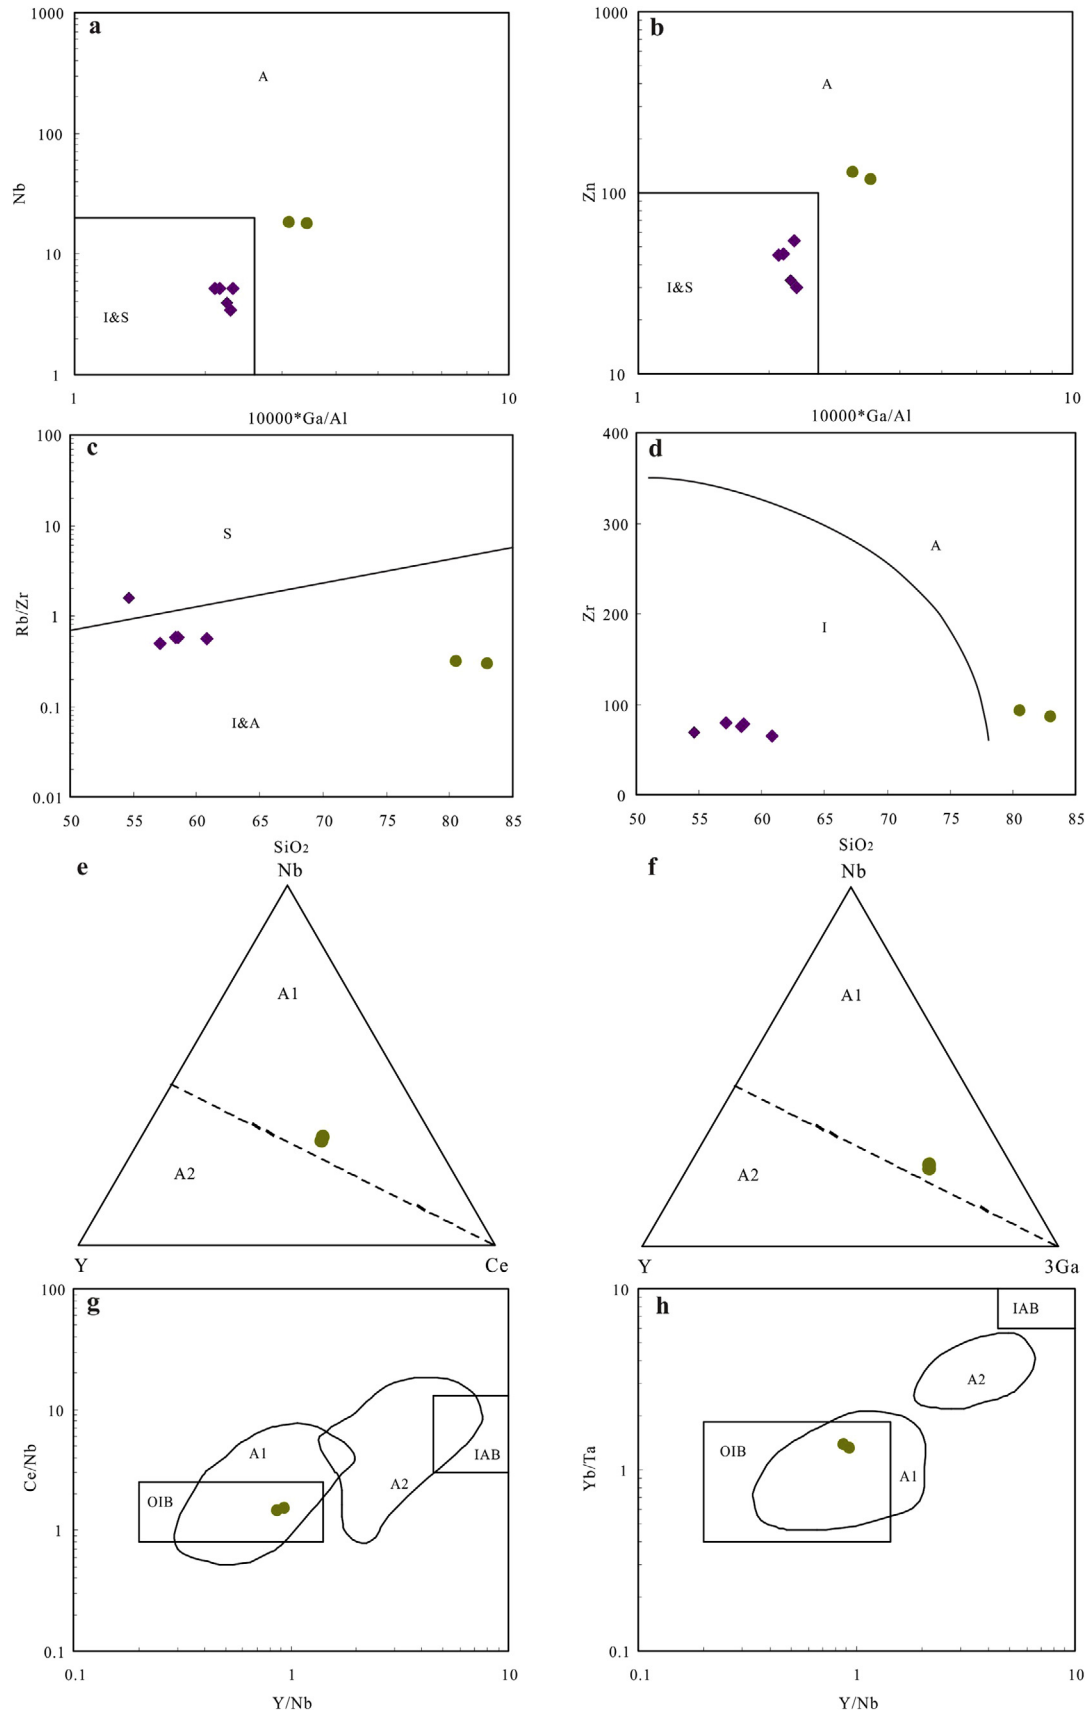 a
1000
100
10
1
Nb
A
I&S
1
10
10000*Ga/Al
b
1000
100
10
Zn
A
I&S
1
10
10000*Ga/Al
c
100
10
1
0.1
0.01
Rb/Zr
S
I&A
50 55 60 65 70 75 80 85
SiO2
d
400
300
200
100
0
Zr
A
I
50 55 60 65 70 75 80 85
SiO2
e
Nb
A1
A2
Y
Ce
f
Nb
A1
A2
Y
3Ga
g
100
10
1
0.1
Ce/Nb
A1
OIB
A2
IAB
0.1 1 10
Y/Nb
h
10
1
0.1
Yb/Ta
IAB
A2
OIB
A1
0.1 1 10
Y/Nb